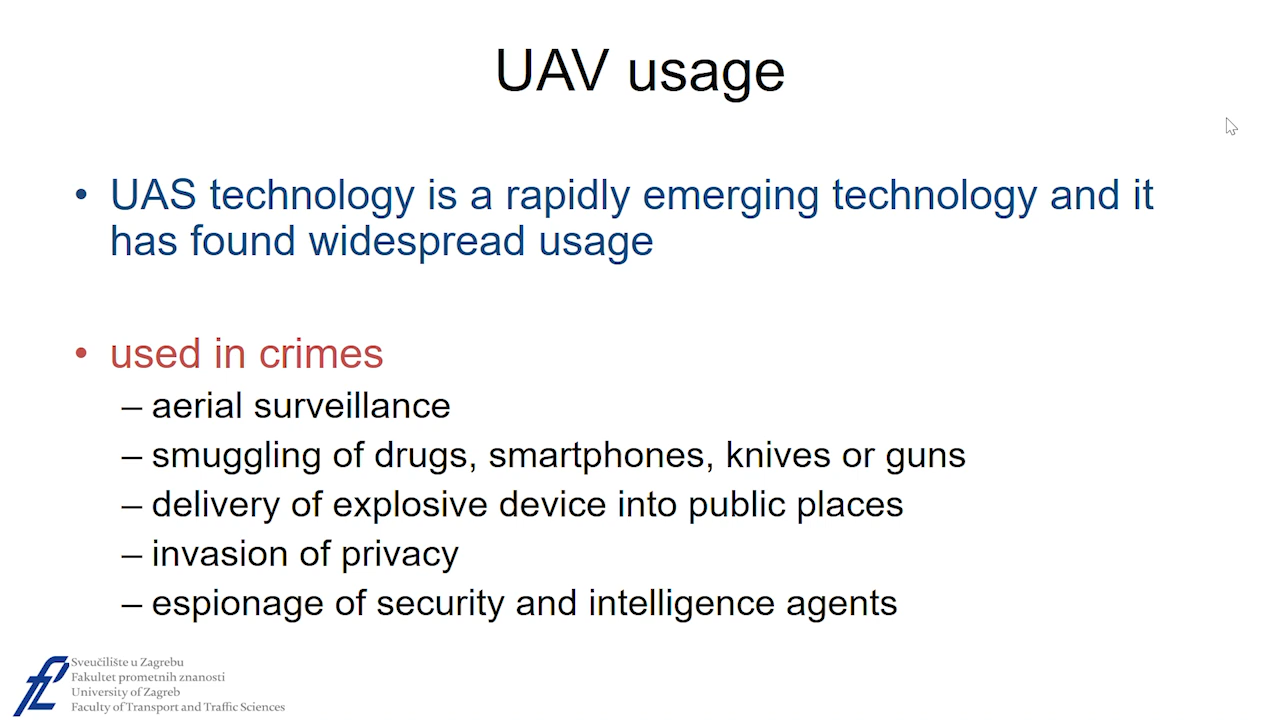 UAV usage
• UAS technology is a rapidly emerging technology and it
has found widespread usage
• used in crimes
– aerial surveillance
– smuggling of drugs, smartphones, knives or guns
– delivery of explosive device into public places
– invasion of privacy
– espionage of security and intelligence agents
Sveučilište u Zagrebu
Fakultet prometnih znanosti
University of Zagreb
Faculty of Transport and Traffic Sciences